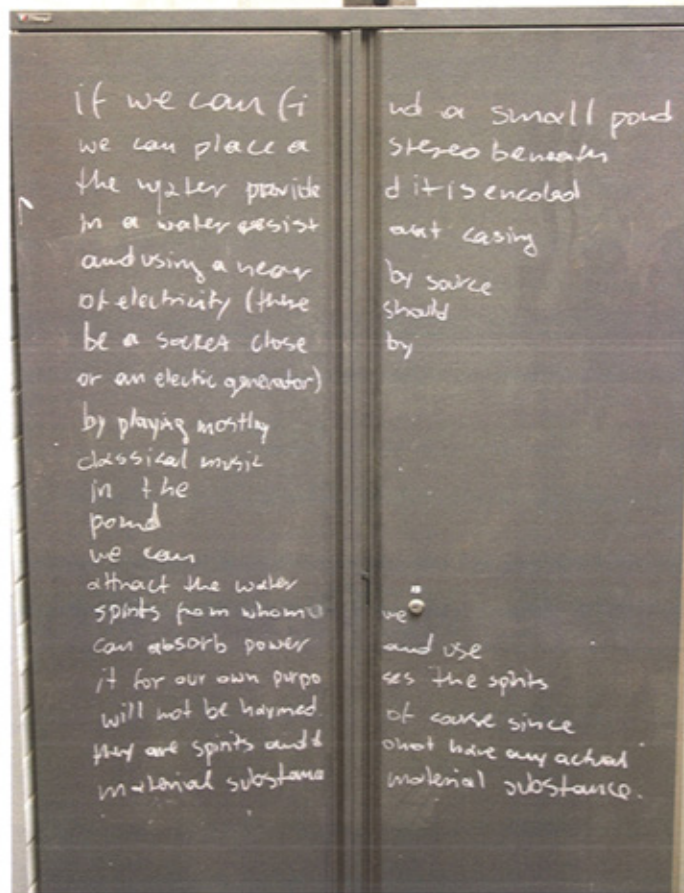 if we can fi nd a small pond
we can place a stereo beneath
the water provide d it is encolod
in a water resist ant casing
and using a near by source
of electricity (there should
be a socket close by
or an electic generator)
by playing mostly
classical music
in the
pond
we can
attract the water
spirits from whom we
can absorb power and use
it for our own purpo ses the spirits
will not be harmed of course since
they are spirits and d onot have any actual
material substance material substance.